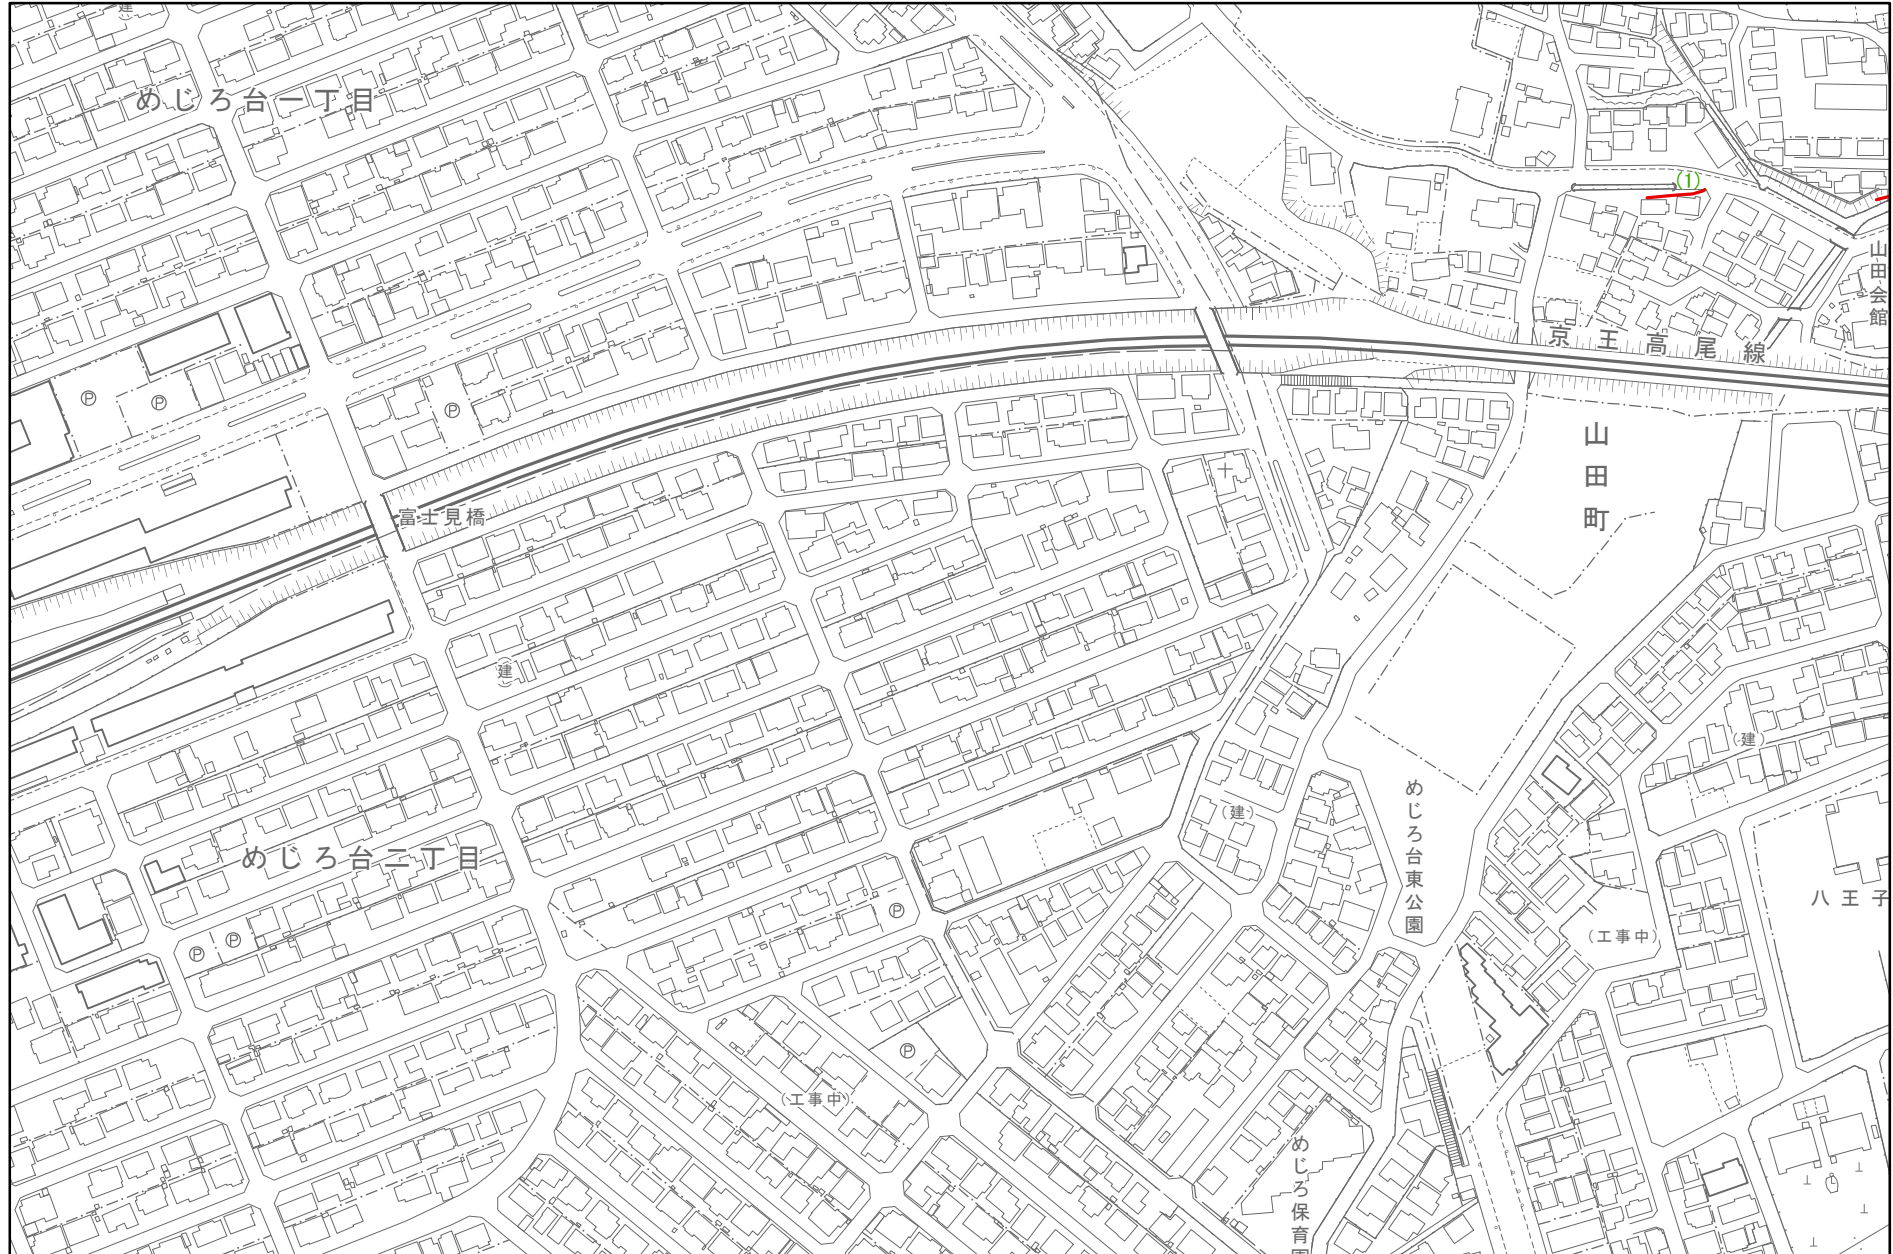 建
めじろ台一丁目
(1)
山田会館
京王高尾線
Ⓟ
Ⓟ
Ⓟ
山田町
富士見橋
建
(建)
めじろ台東公園
(建)
めじろ台二丁目
八王子
Ⓟ
Ⓟ
Ⓟ
(工事中)
Ⓟ
(工事中)
めじろ保育園